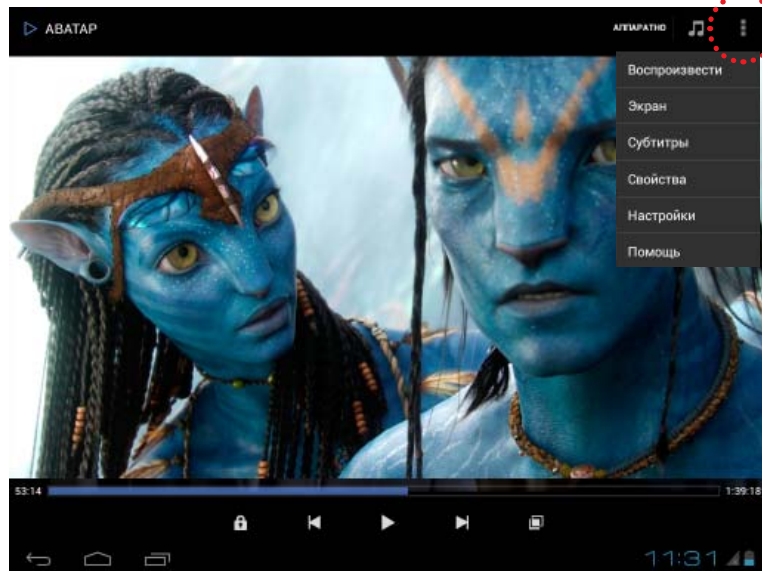 АВАТАР
АППАРАТНО
Воспроизвести
Экран
Субтитры
Свойства
Настройки
Помощь
53:14
1:39:18
11:31